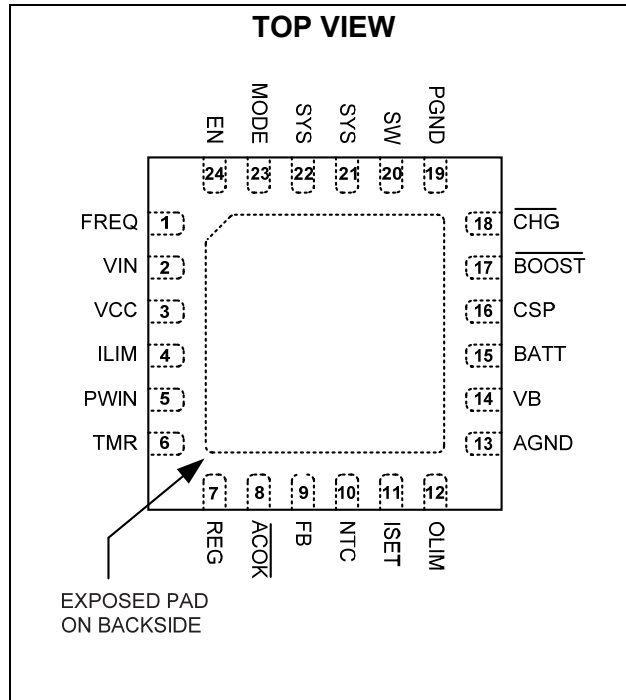 TOP VIEW
EN
MODE
SYS
SYS
SW
PGND
24
23
22
21
20
19
FREQ 1
VIN 2
VCC 3
ILIM 4
PWIN 5
TMR 6
18 CHG
17 BOOST
16 CSP
15 BATT
14 VB
13 AGND
7
8
9
10
11
12
REG
ACOK
FB
NTC
ISET
OLIM
EXPOSED PAD
ON BACKSIDE